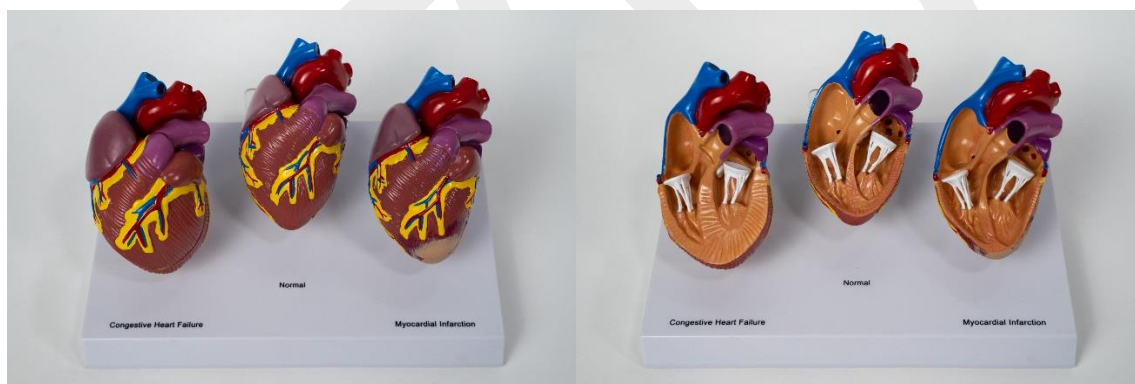 Normal
Congestive Heart Failure
Myocardial Infarction
Normal
Congestive Heart Failure
Myocardial Infarction